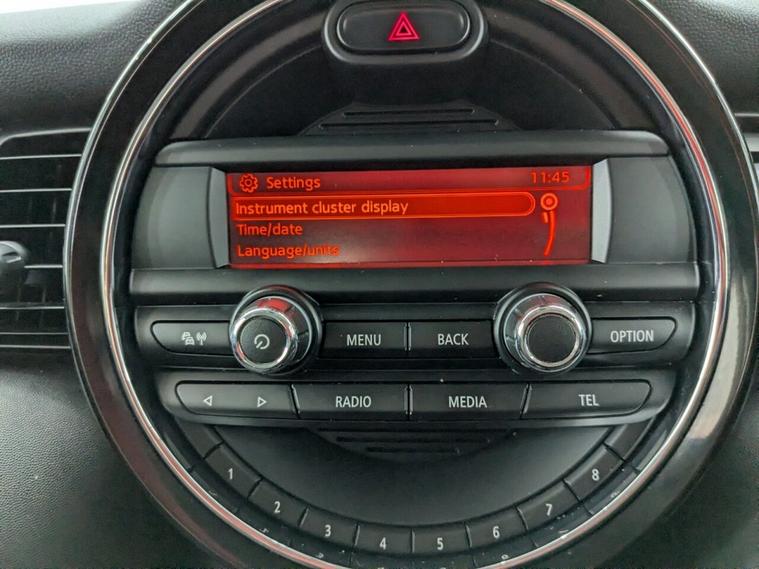 Settings 11:45
Instrument cluster display
Time/date
Language/units
MENU BACK OPTION
RADIO MEDIA TEL
1 2 3 4 5 6 8